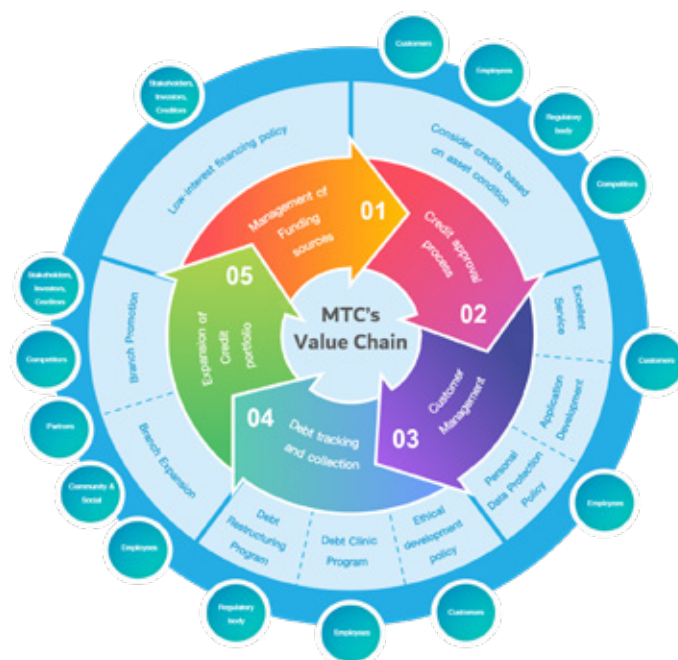 MTC's
Value Chain
01
Management of
Funding
sources
02
Credit approval
process
03
Customer
Management
04
Debt tracking
and collection
05
Expansion of
Credit
portfolio
Low-interest financing policy
Consider credits based
on asset condition
Excellent
Service
Application
Development
Personal
Data Protection
Policy
Ethical
development
policy
Debt Clinic
Program
Debt
Restructuring
Program
Branch Expansion
Branch Promotion
Stakeholders,
Investors,
Creditors
Customers
Employees
Regulatory
body
Competitors
Customers
Employees
Customers
Employees
Regulatory
body
Employees
Community &
Social
Partners
Competitors
Stakeholders,
Investors,
Creditors